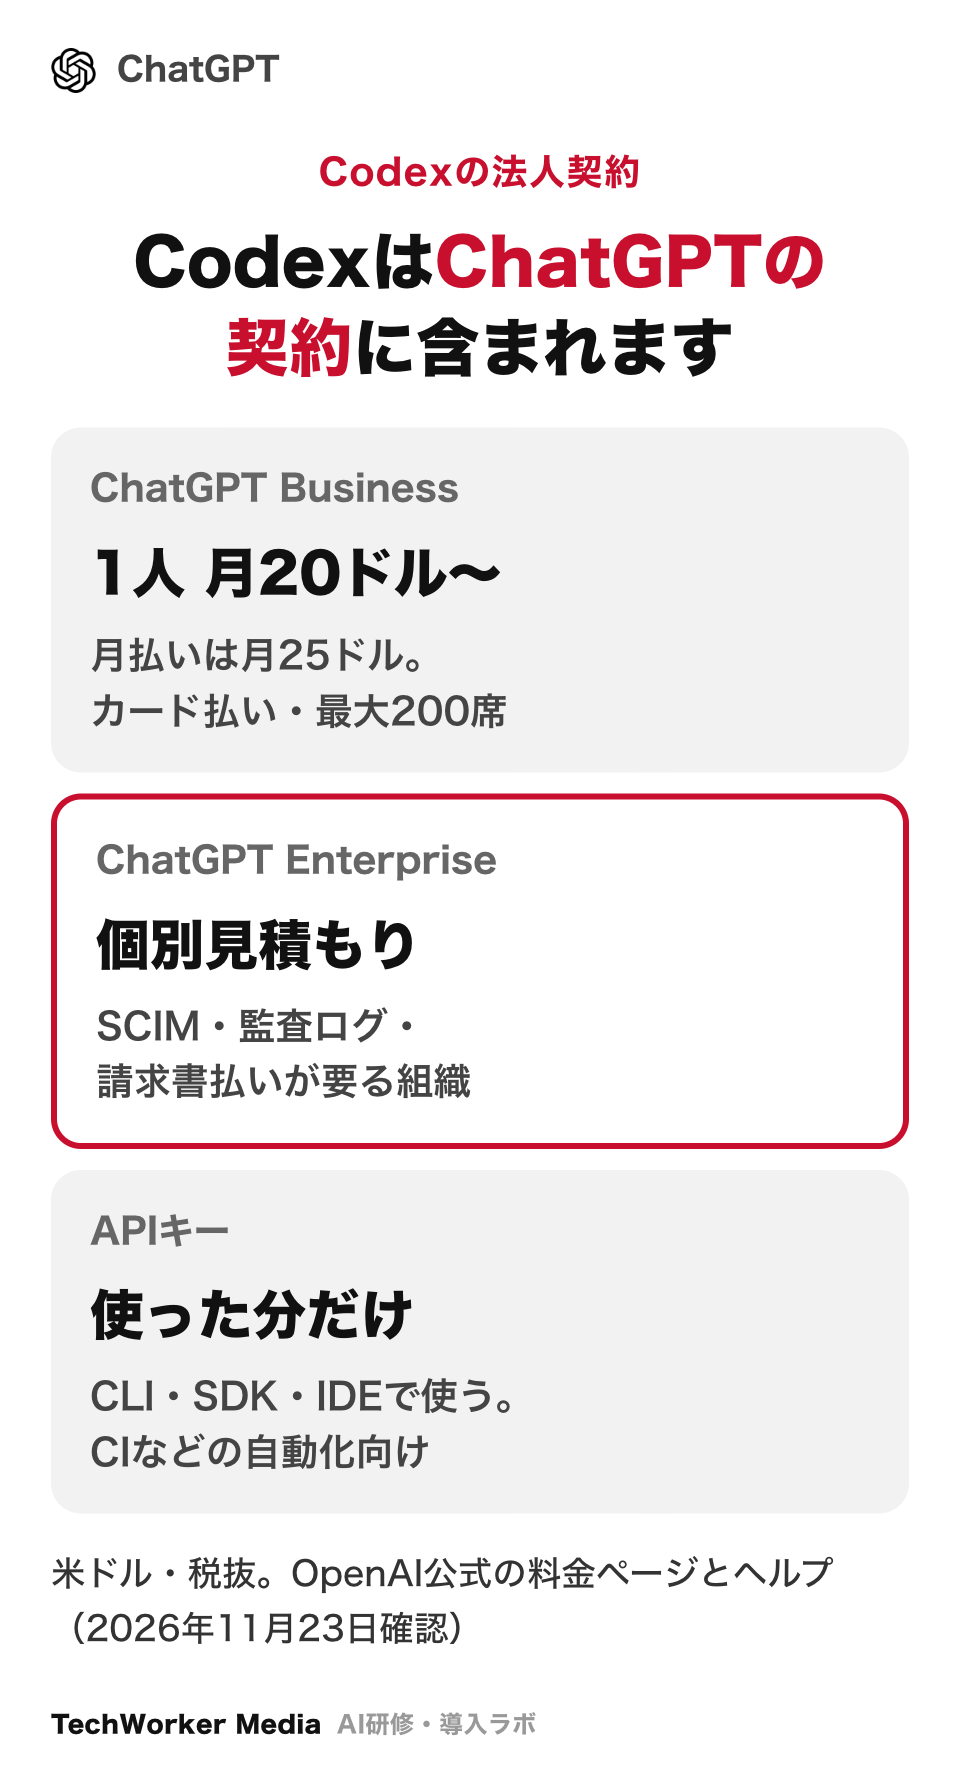 ChatGPT
Codexの法人契約
CodexはChatGPTの
契約に含まれます
ChatGPT Business
1人 月20ドル〜
月払いは月25ドル。
カード払い・最大200席
ChatGPT Enterprise
個別見積もり
SCIM・監査ログ・
請求書払いが要る組織
APIキー
使った分だけ
CLI・SDK・IDEで使う。
CIなどの自動化向け
米ドル・税抜。OpenAI公式の料金ページとヘルプ
（2026年11月23日確認）
TechWorker Media AI研修・導入ラボ